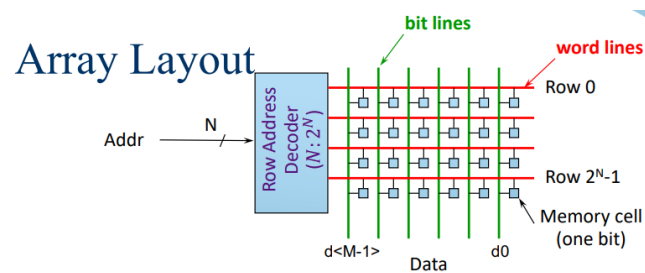 bit lines
word lines
Array Layout
Row 0
Addr
N
Row Address
Decoder
(N: 2^N)
Row 2^N-1
Memory cell
(one bit)
d<M-1>
Data
d0